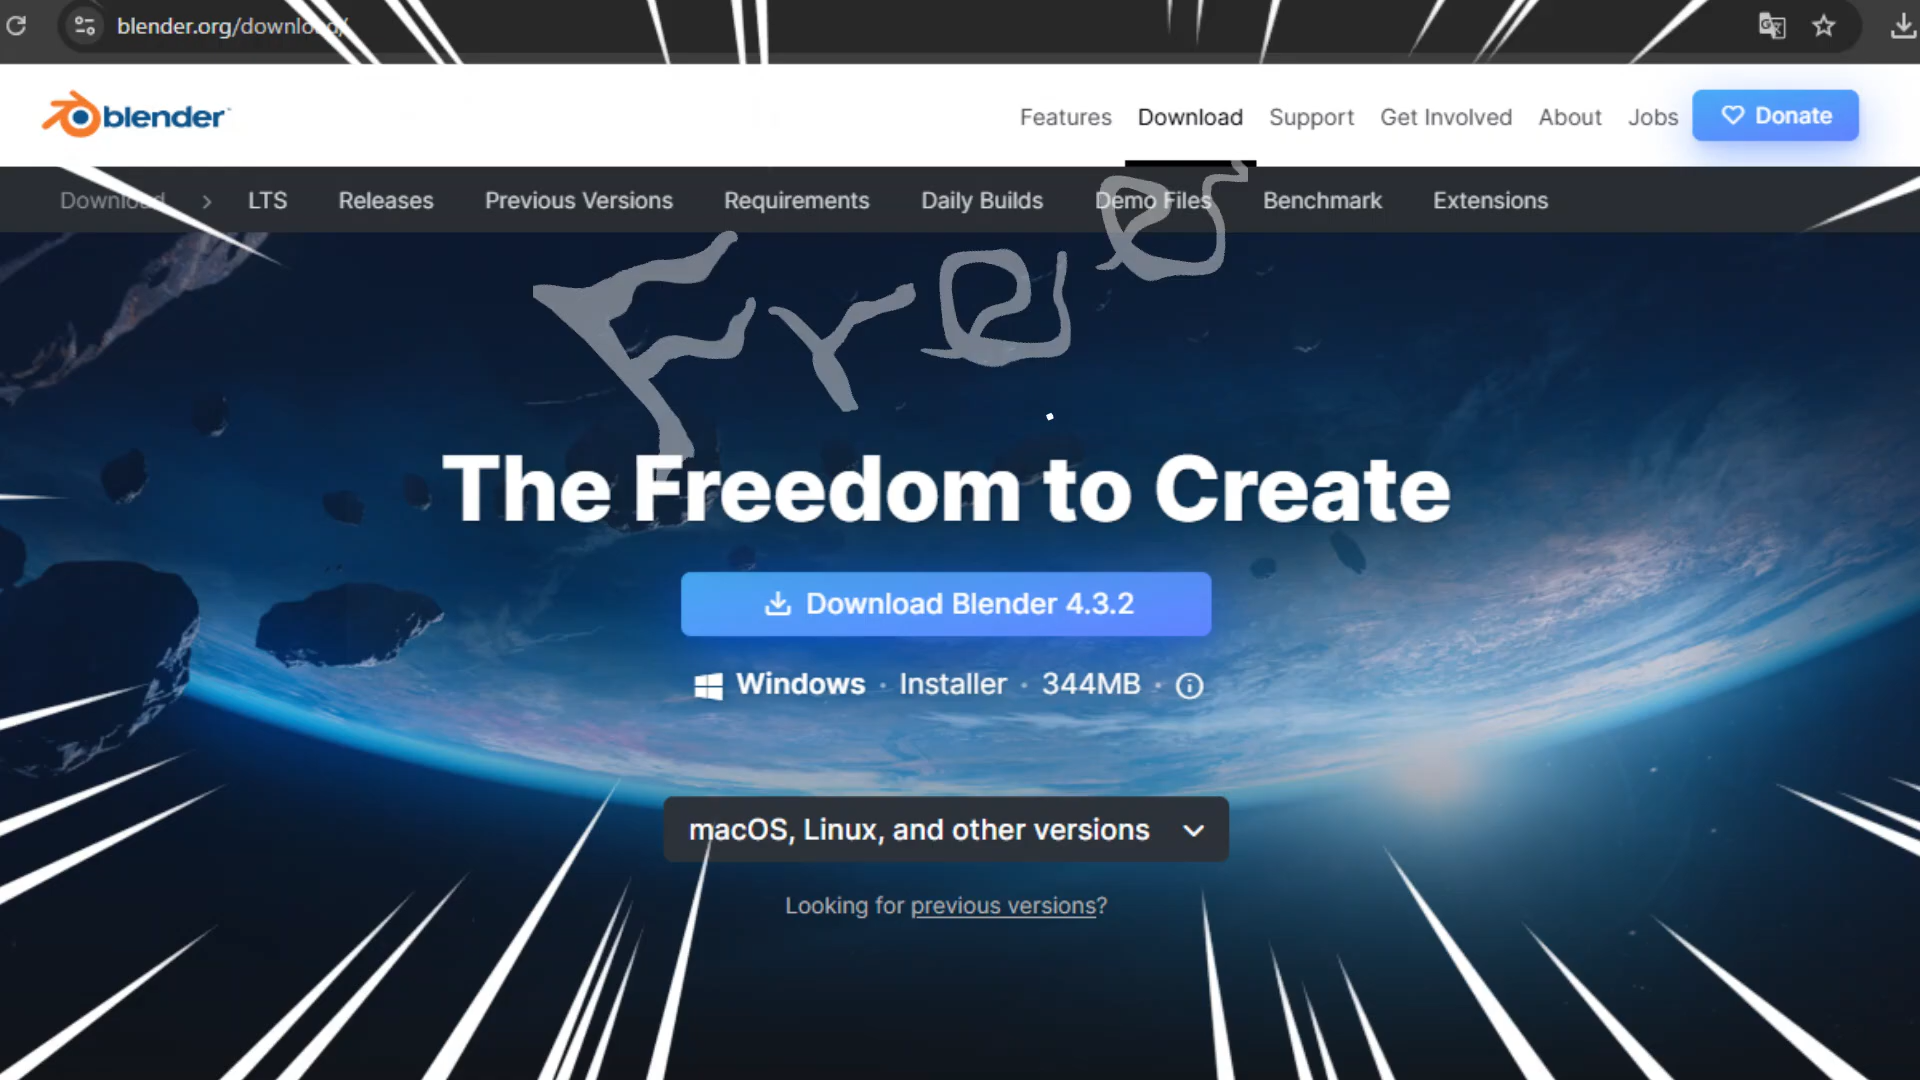 blender.org/download/
blender
Features Download Support Get Involved About Jobs Donate
Download > LTS Releases Previous Versions Requirements Daily Builds Demo Files Benchmark Extensions
Free
The Freedom to Create
Download Blender 4.3.2
Windows · Installer · 344MB ·
macOS, Linux, and other versions
Looking for previous versions?